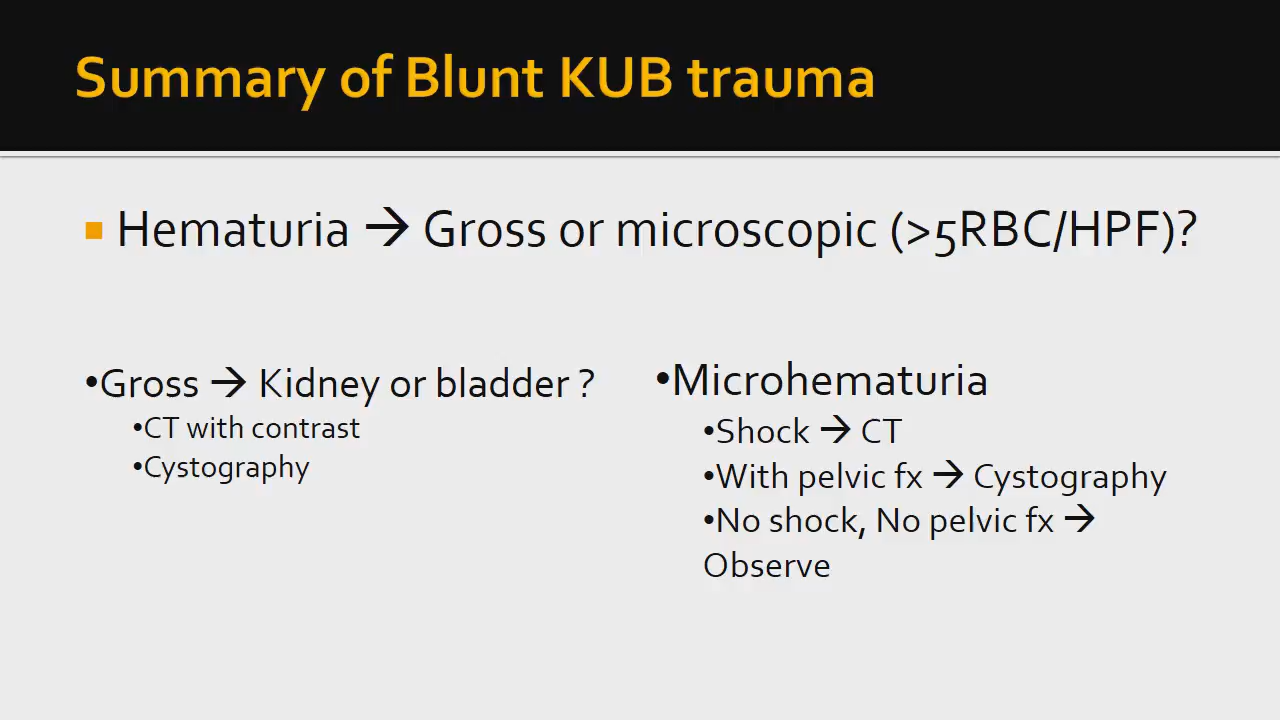 Summary of Blunt KUB trauma
▪ Hematuria → Gross or microscopic (>5RBC/HPF)?
•Gross → Kidney or bladder ?
•CT with contrast
•Cystography
•Microhematuria
•Shock → CT
•With pelvic fx → Cystography
•No shock, No pelvic fx →
Observe